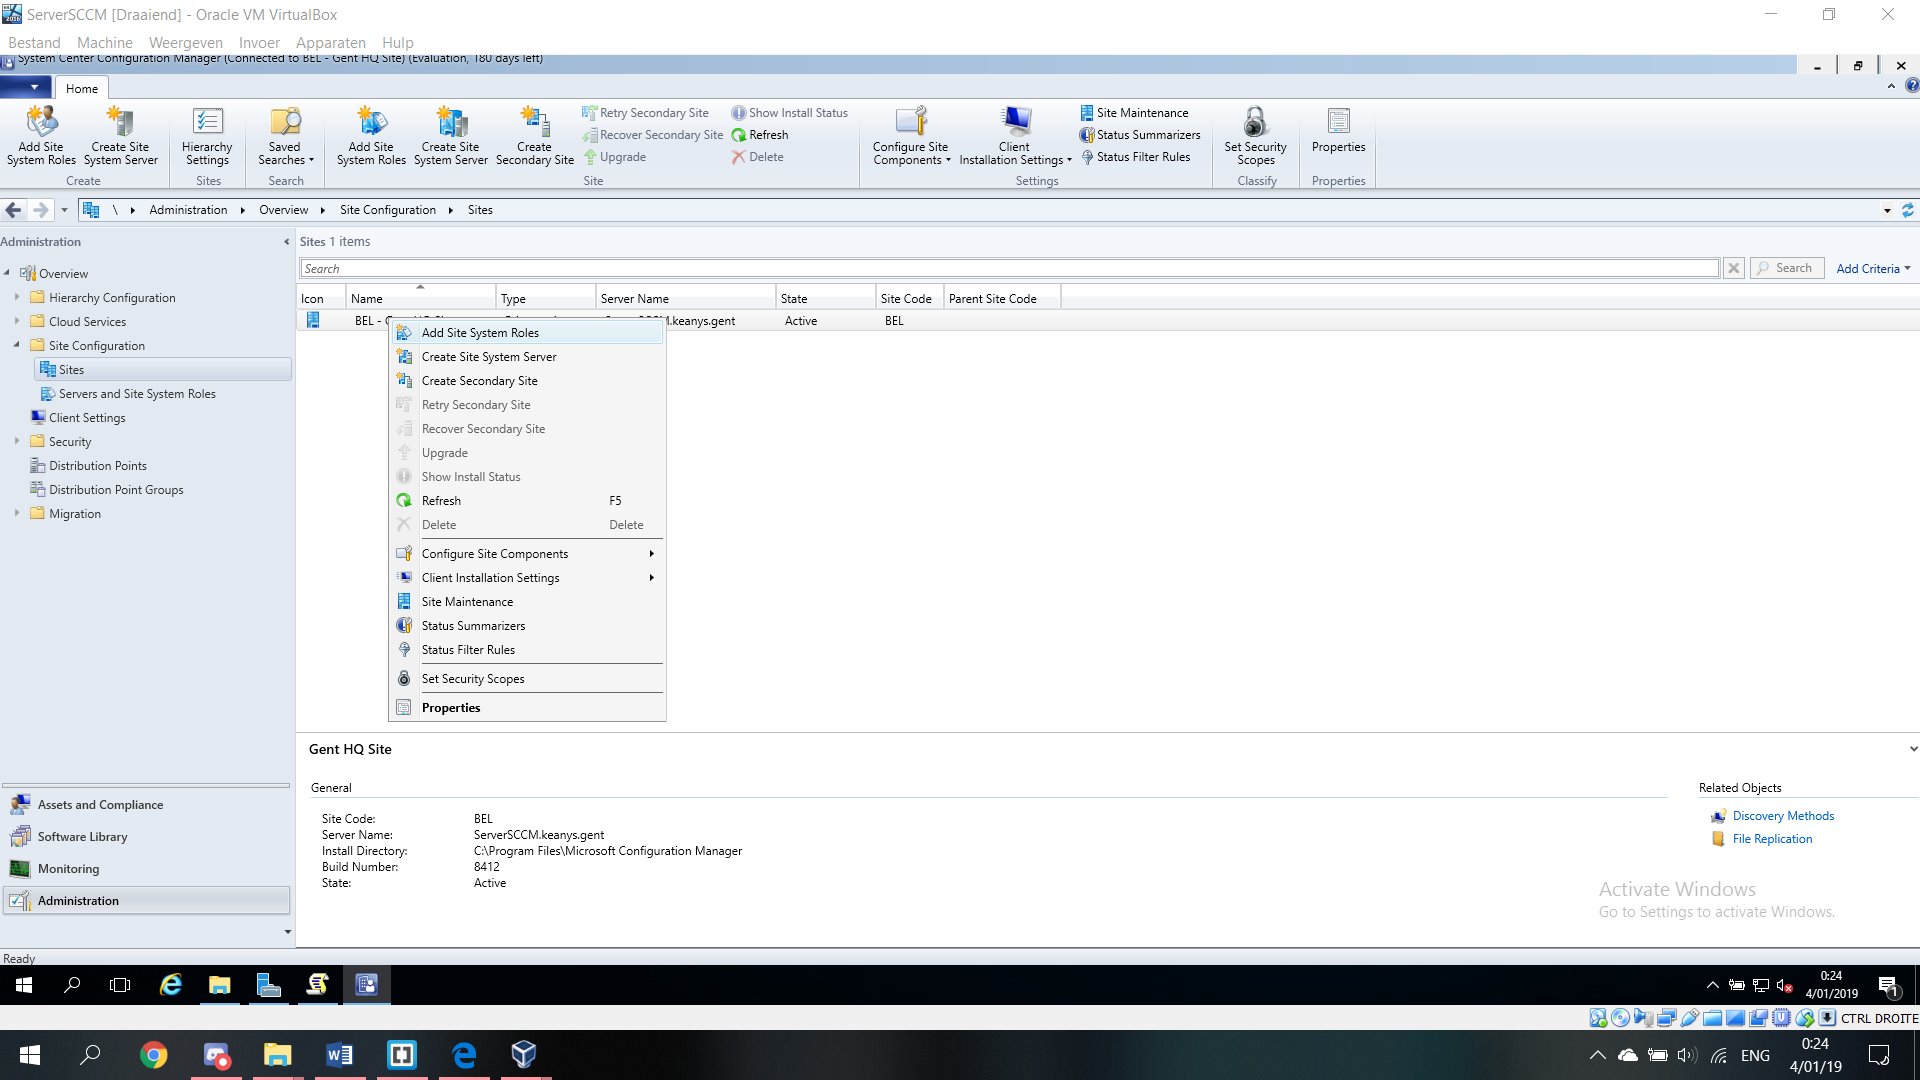 ServerSCCM [Draaiend] - Oracle VM VirtualBox
Bestand Machine Weergeven Invoer Apparaten Hulp
System Center Configuration Manager (Connected to BEL - Gent HQ Site) (Evaluation, 180 days left)
Home
Add Site System Roles
Create Site System Server
Create
Hierarchy Settings
Sites
Saved Searches
Search
Add Site System Roles
Create Site System Server
Create Secondary Site
Retry Secondary Site
Recover Secondary Site
Upgrade
Show Install Status
Refresh
Delete
Site
Configure Site Components
Client Installation Settings
Site Maintenance
Status Summarizers
Status Filter Rules
Settings
Set Security Scopes
Classify
Properties
Properties
\ Administration Overview Site Configuration Sites
Administration
Overview
Hierarchy Configuration
Cloud Services
Site Configuration
Sites
Servers and Site System Roles
Client Settings
Security
Distribution Points
Distribution Point Groups
Migration
Assets and Compliance
Software Library
Monitoring
Administration
Ready
Sites 1 items
Search
Search
Add Criteria
Icon Name Type Server Name State Site Code Parent Site Code
BEL - .keanys.gent Active BEL
Add Site System Roles
Create Site System Server
Create Secondary Site
Retry Secondary Site
Recover Secondary Site
Upgrade
Show Install Status
Refresh F5
Delete Delete
Configure Site Components
Client Installation Settings
Site Maintenance
Status Summarizers
Status Filter Rules
Set Security Scopes
Properties
Gent HQ Site
General
Site Code: BEL
Server Name: ServerSCCM.keanys.gent
Install Directory: C:\Program Files\Microsoft Configuration Manager
Build Number: 8412
State: Active
Related Objects
Discovery Methods
File Replication
Activate Windows
Go to Settings to activate Windows.
0:24
4/01/2019
1
CTRL DROITE
ENG
0:24
4/01/19